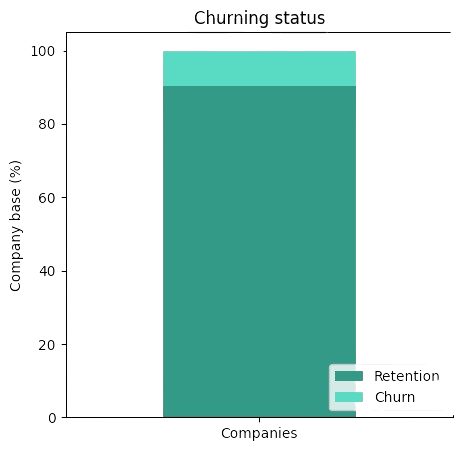 Churning status
Company base (%)
100
80
60
40
20
0
Retention
Churn
Companies